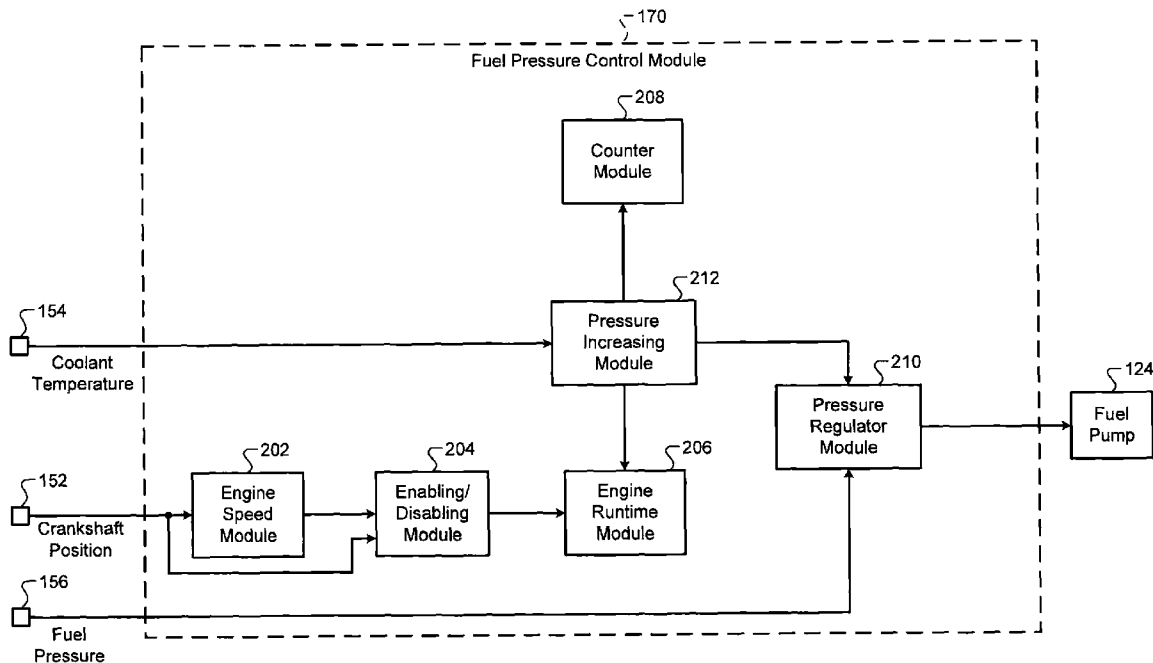 170
Fuel Pressure Control Module
208
Counter
Module
212
Pressure
Increasing
Module
154
Coolant
Temperature
210
Pressure
Regulator
Module
124
Fuel
Pump
202
Engine
Speed
Module
204
Enabling/
Disabling
Module
206
Engine
Runtime
Module
152
Crankshaft
Position
156
Fuel
Pressure